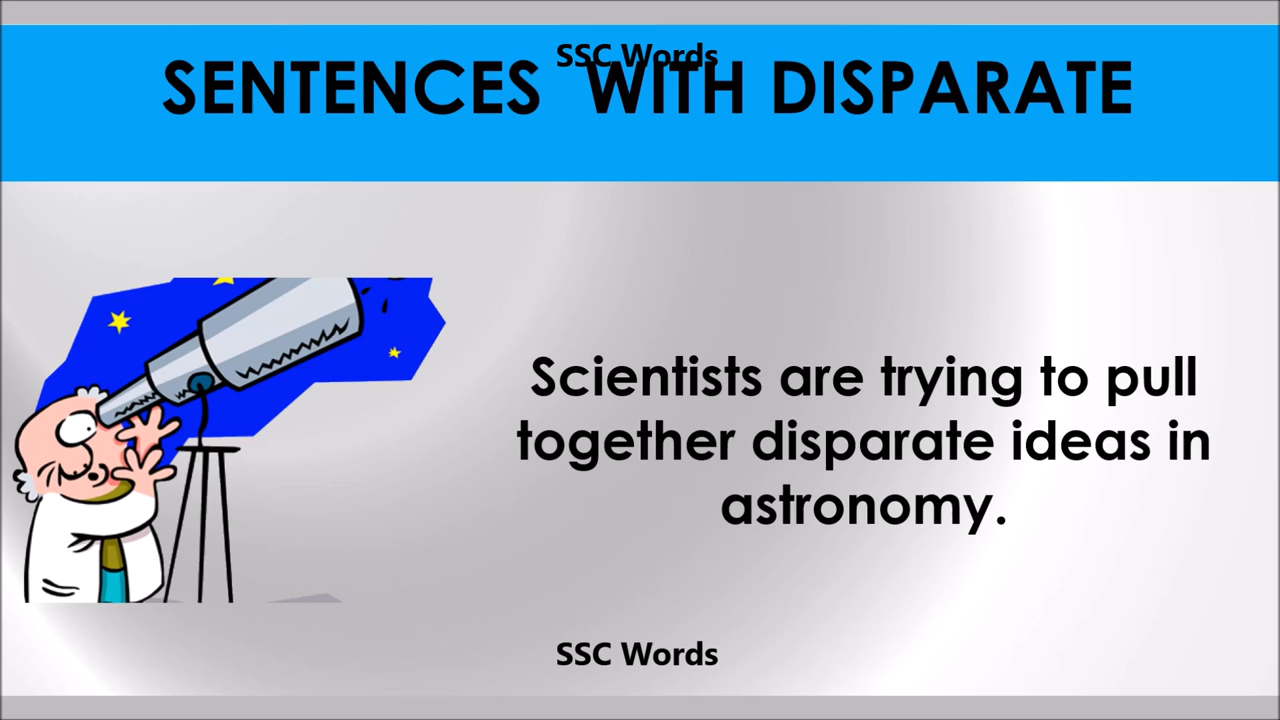 SSC Words
SENTENCES WITH DISPARATE
Scientists are trying to pull
together disparate ideas in
astronomy.
SSC Words